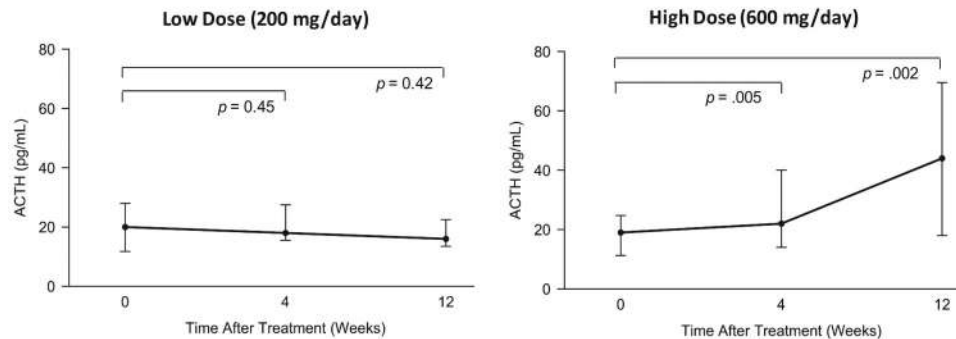 Low Dose (200 mg/day)
80
60
40
20
0
ACTH (pg/mL)
p = 0.42
p = 0.45
0 4 12
Time After Treatment (Weeks)
High Dose (600 mg/day)
80
60
40
20
0
ACTH (pg/mL)
p = .002
p = .005
0 4 12
Time After Treatment (Weeks)